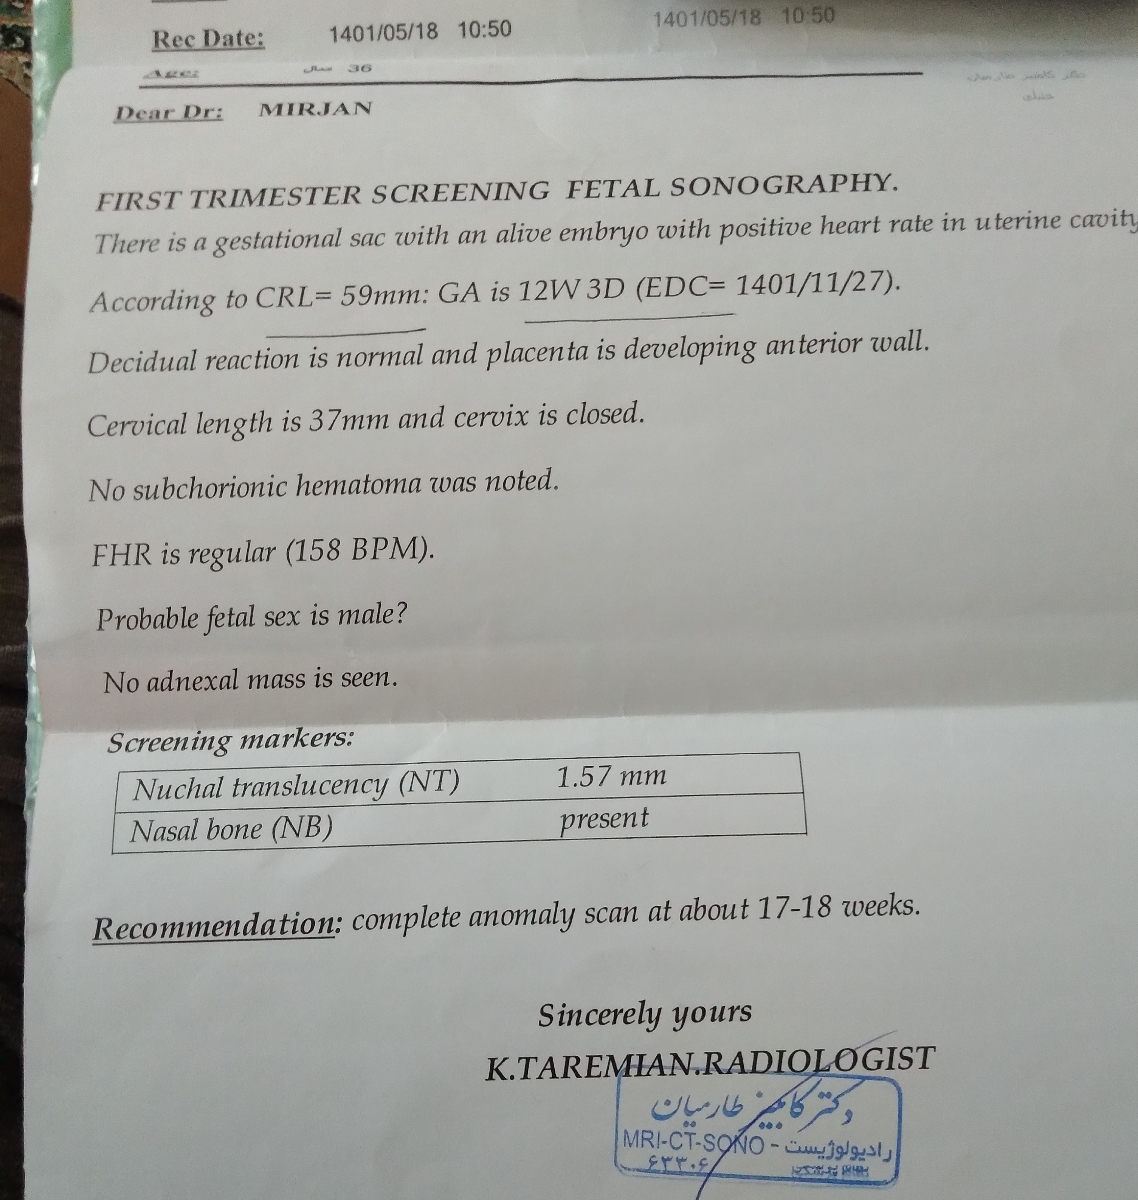 Rec Date: 1401/05/18 10:50
1401/05/18 10:50
Age: 36 سال
Dear Dr: MIRJAN
FIRST TRIMESTER SCREENING FETAL SONOGRAPHY.
There is a gestational sac with an alive embryo with positive heart rate in uterine cavity
According to CRL= 59mm: GA is 12W 3D (EDC= 1401/11/27).
Decidual reaction is normal and placenta is developing anterior wall.
Cervical length is 37mm and cervix is closed.
No subchorionic hematoma was noted.
FHR is regular (158 BPM).
Probable fetal sex is male?
No adnexal mass is seen.
Screening markers:
Nuchal translucency (NT) 1.57 mm
Nasal bone (NB) present
Recommendation: complete anomaly scan at about 17-18 weeks.
Sincerely yours
K.TAREMIAN.RADIOLOGIST
دکتر کامبیز طارمیان
رادیولوژیست - MRI-CT-SONO
۶۳۳۰۶